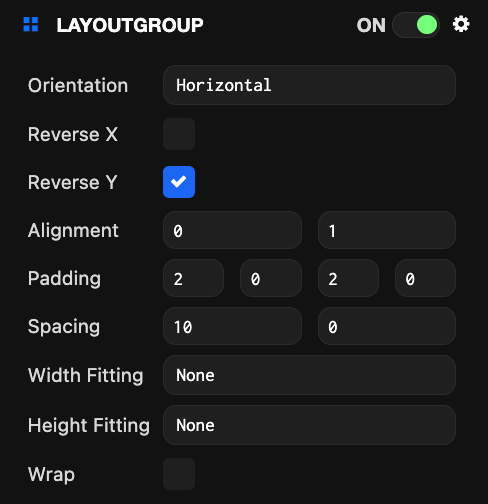 LAYOUTGROUP ON
Orientation Horizontal
Reverse X
Reverse Y
Alignment 0 1
Padding 2 0 2 0
Spacing 10 0
Width Fitting None
Height Fitting None
Wrap